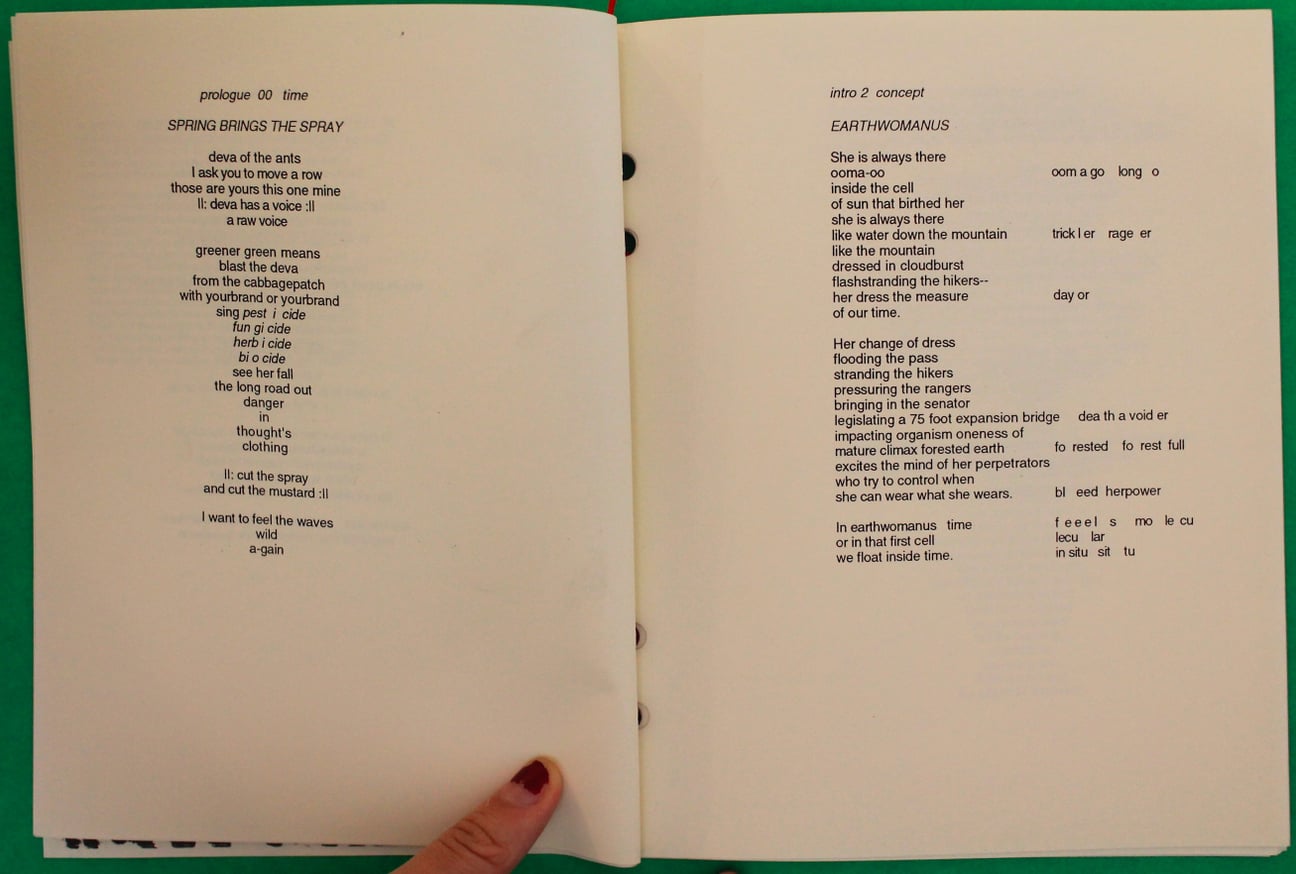 prologue 00 time
SPRING BRINGS THE SPRAY
deva of the ants
I ask you to move a row
those are yours this one mine
ll: deva has a voice :ll
a raw voice
greener green means
blast the deva
from the cabbagepatch
with yourbrand or yourbrand
sing pest i cide
fun gi cide
herb i cide
bi o cide
see her fall
the long road out
danger
in
thought's
clothing
ll: cut the spray
and cut the mustard :ll
I want to feel the waves
wild
a-gain
intro 2 concept
EARTHWOMANUS
She is always there
ooma-oo oom a go long o
inside the cell
of sun that birthed her
she is always there
like water down the mountain trick l er rage er
like the mountain
dressed in cloudburst
flashstranding the hikers--
her dress the measure day or
of our time.
Her change of dress
flooding the pass
stranding the hikers
pressuring the rangers
bringing in the senator
legislating a 75 foot expansion bridge dea th a void er
impacting organism oneness of
mature climax forested earth fo rested fo rest full
excites the mind of her perpetrators
who try to control when
she can wear what she wears. bl eed herpower
In earthwomanus time f e e e l s mo le cu
or in that first cell lecu lar
we float inside time. in situ sit tu